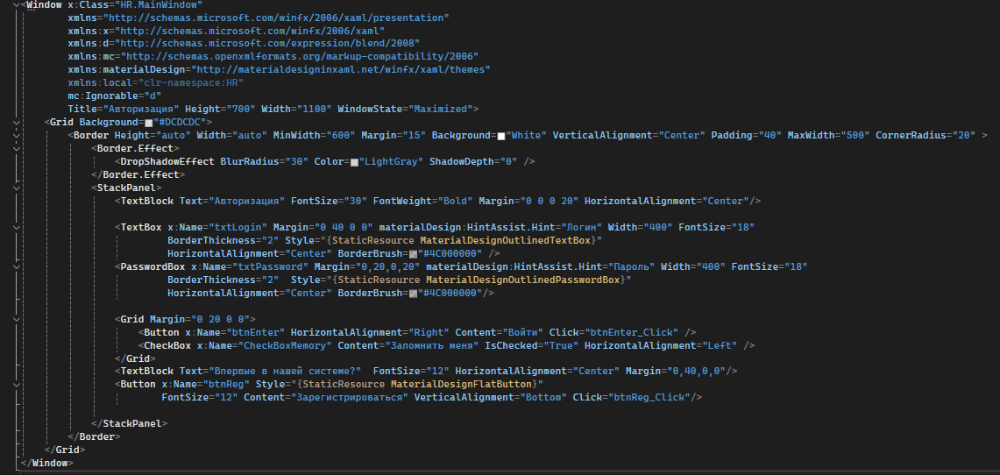 <Window x:Class="HR.MainWindow"
xmlns="http://schemas.microsoft.com/winfx/2006/xaml/presentation"
xmlns:x="http://schemas.microsoft.com/winfx/2006/xaml"
xmlns:d="http://schemas.microsoft.com/expression/blend/2008"
xmlns:mc="http://schemas.openxmlformats.org/markup-compatibility/2006"
xmlns:materialDesign="http://materialdesigninxaml.net/winfx/xaml/themes"
xmlns:local="clr-namespace:HR"
mc:Ignorable="d"
Title="Авторизация" Height="700" Width="1100" WindowState="Maximized">
<Grid Background="#DCDCDC">
<Border Height="auto" Width="auto" MinWidth="600" Margin="15" Background="White" VerticalAlignment="Center" Padding="40" MaxWidth="500" CornerRadius="20" >
<Border.Effect>
<DropShadowEffect BlurRadius="30" Color="LightGray" ShadowDepth="0" />
</Border.Effect>
<StackPanel>
<TextBlock Text="Авторизация" FontSize="30" FontWeight="Bold" Margin="0 0 0 20" HorizontalAlignment="Center"/>
<TextBox x:Name="txtLogin" Margin="0 40 0 0" materialDesign:HintAssist.Hint="Логин" Width="400" FontSize="18"
BorderThickness="2" Style="{StaticResource MaterialDesignOutlinedTextBox}"
HorizontalAlignment="Center" BorderBrush="#4C000000" />
<PasswordBox x:Name="txtPassword" Margin="0,20,0,20" materialDesign:HintAssist.Hint="Пароль" Width="400" FontSize="18"
BorderThickness="2"  Style="{StaticResource MaterialDesignOutlinedPasswordBox}"
HorizontalAlignment="Center" BorderBrush="#4C000000"/>
<Grid Margin="0 20 0 0">
<Button x:Name="btnEnter" HorizontalAlignment="Right" Content="Войти" Click="btnEnter_Click" />
<CheckBox x:Name="CheckBoxMemory" Content="Запомнить меня" IsChecked="True" HorizontalAlignment="Left" />
</Grid>
<TextBlock Text="Впервые в нашей системе?"  FontSize="12" HorizontalAlignment="Center" Margin="0,40,0,0"/>
<Button x:Name="btnReg" Style="{StaticResource MaterialDesignFlatButton}"
FontSize="12" Content="Зарегистрироваться" VerticalAlignment="Bottom" Click="btnReg_Click"/>
</StackPanel>
</Border>
</Grid>
</Window>